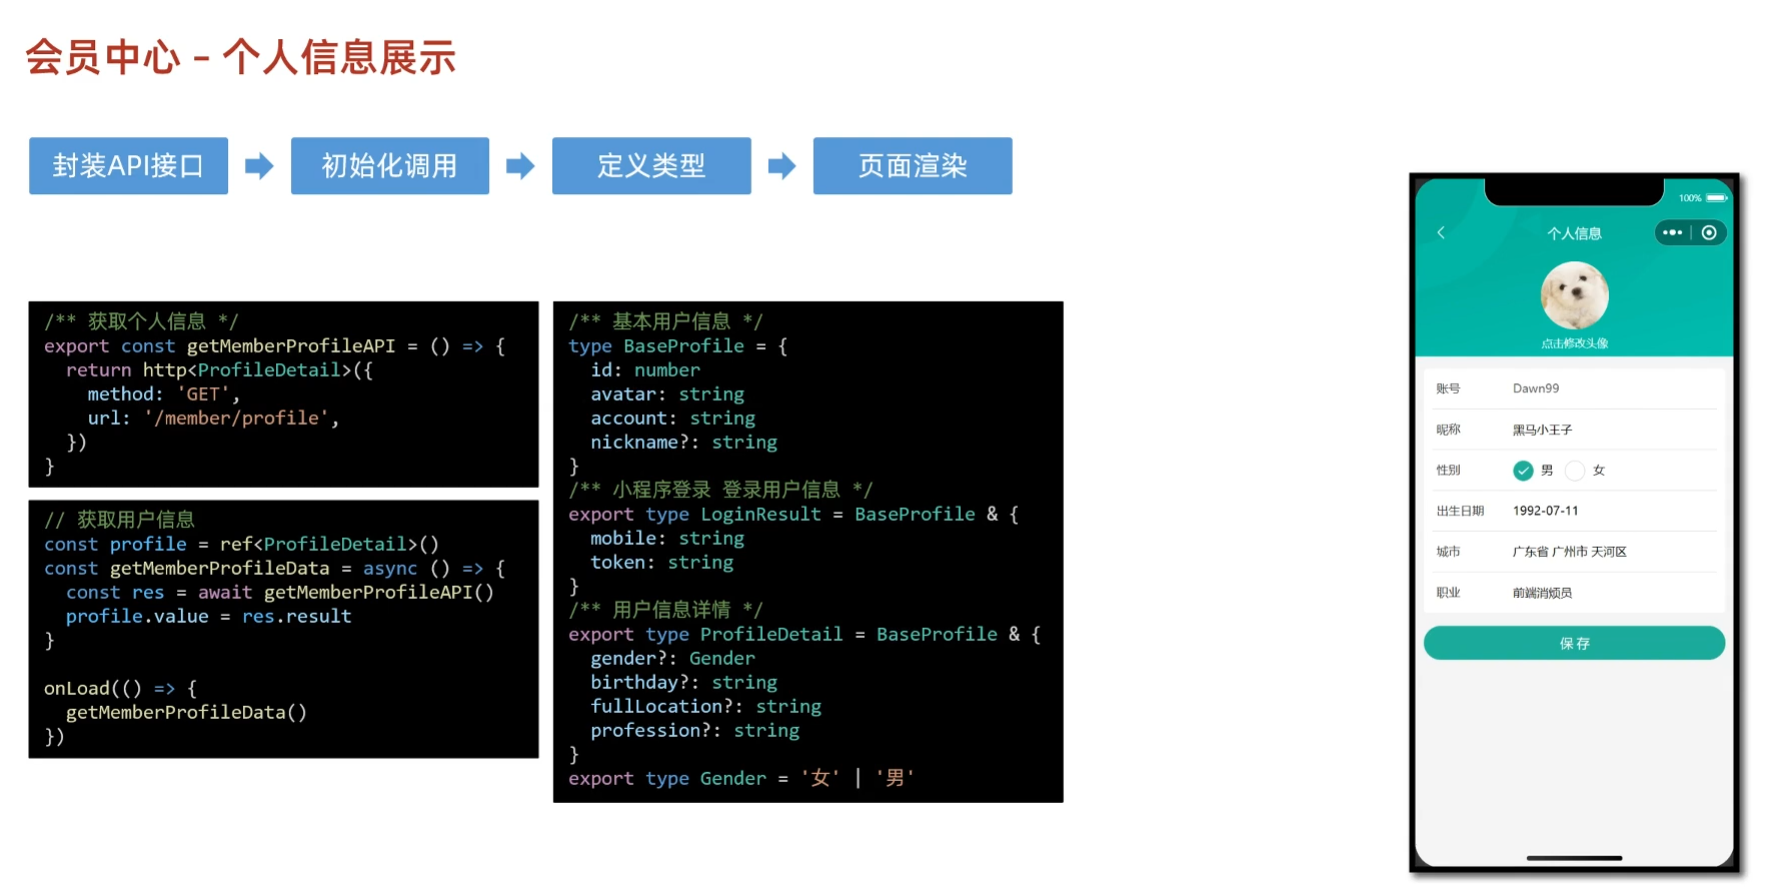 会员中心 – 个人信息展示
封装API接口
初始化调用
定义类型
页面渲染
/** 获取个人信息 */
export const getMemberProfileAPI = () => {
  return http<ProfileDetail>({
    method: 'GET',
    url: '/member/profile',
  })
}
// 获取用户信息
const profile = ref<ProfileDetail>()
const getMemberProfileData = async () => {
  const res = await getMemberProfileAPI()
  profile.value = res.result
}
onLoad(() => {
  getMemberProfileData()
})
/** 基本用户信息 */
type BaseProfile = {
  id: number
  avatar: string
  account: string
  nickname?: string
}
/** 小程序登录 登录用户信息 */
export type LoginResult = BaseProfile & {
  mobile: string
  token: string
}
/** 用户信息详情 */
export type ProfileDetail = BaseProfile & {
  gender?: Gender
  birthday?: string
  fullLocation?: string
  profession?: string
}
export type Gender = '女' | '男'
100%
个人信息
点击修改头像
账号 Dawn99
昵称 黑马小王子
性别 男 女
出生日期 1992-07-11
城市 广东省 广州市 天河区
职业 前端消烦员
保存